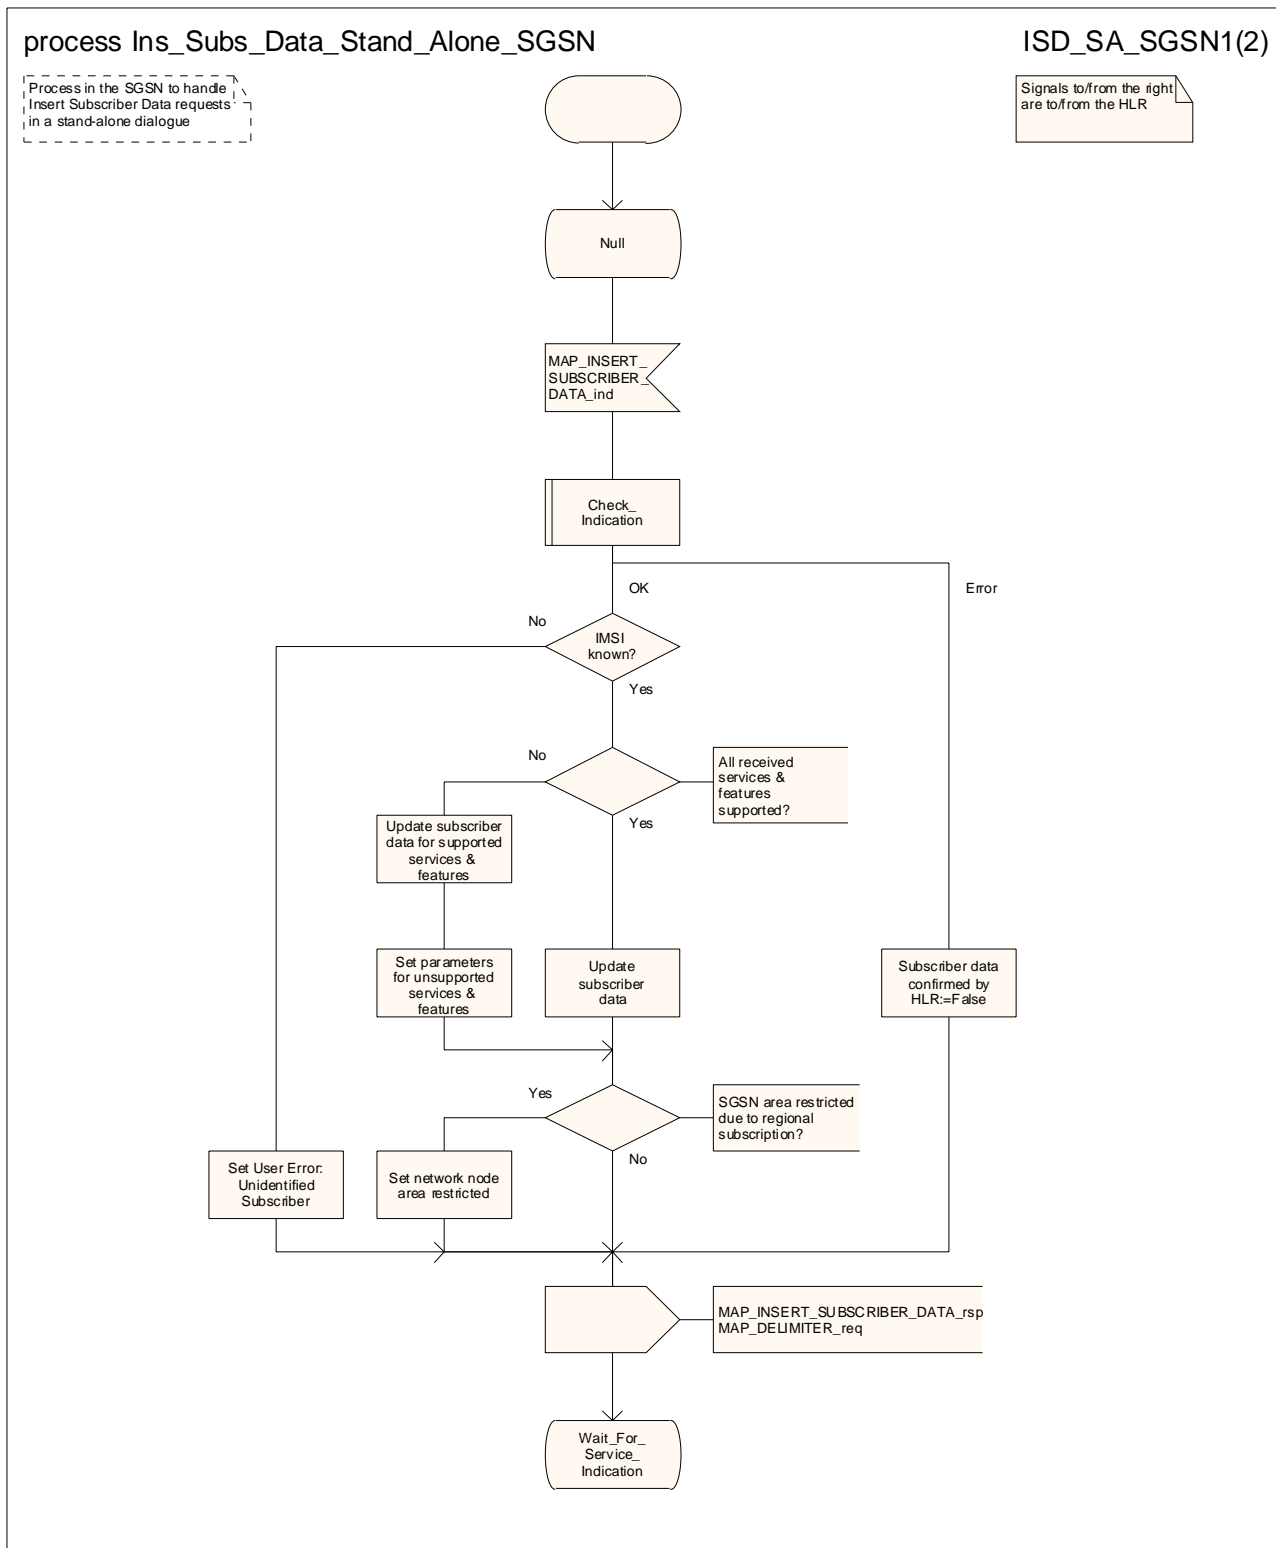 process Ins_Subs_Data_Stand_Alone_SGSN
ISD_SA_SGSN1(2)
Process in the SGSN to handle
Insert Subscriber Data requests
in a stand-alone dialogue
Signals to/from the right
are to/from the HLR
Null
MAP_INSERT_
SUBSCRIBER_
DATA_ind
Check_
Indication
OK
Error
No
IMSI
known?
Yes
No
All received
services &
features
supported?
Yes
Update subscriber
data for supported
services &
features
Set parameters
for unsupported
services &
features
Update
subscriber
data
Subscriber data
confirmed by
HLR:=False
Yes
SGSN area restricted
due to regional
subscription?
No
Set User Error:
Unidentified
Subscriber
Set network node
area restricted
MAP_INSERT_SUBSCRIBER_DATA_rsp
MAP_DELIMITER_req
Wait_For_
Service_
Indication